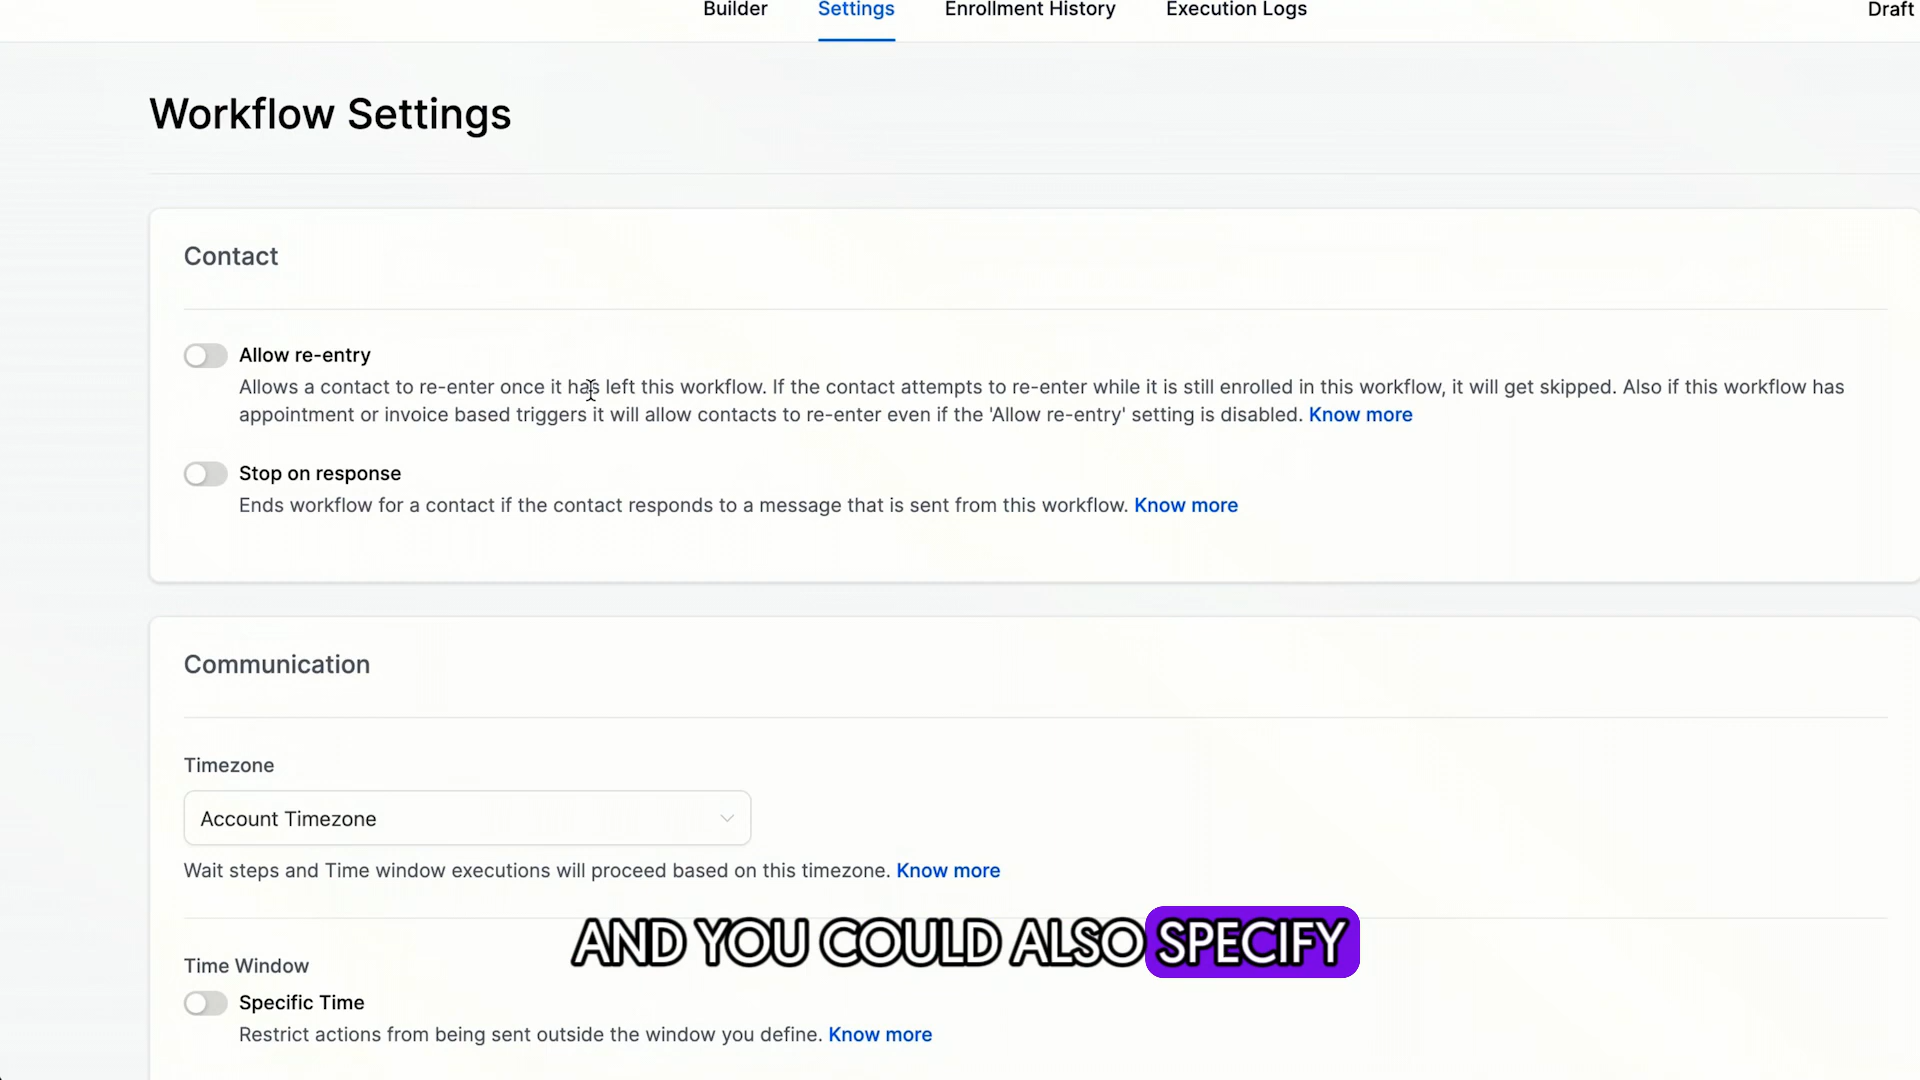 Builder
Settings
Enrollment History
Execution Logs
Draft
Workflow Settings
Contact
Allow re-entry
Allows a contact to re-enter once it has left this workflow. If the contact attempts to re-enter while it is still enrolled in this workflow, it will get skipped. Also if this workflow has
appointment or invoice based triggers it will allow contacts to re-enter even if the 'Allow re-entry' setting is disabled. Know more
Stop on response
Ends workflow for a contact if the contact responds to a message that is sent from this workflow. Know more
Communication
Timezone
Account Timezone
Wait steps and Time window executions will proceed based on this timezone. Know more
AND YOU COULD ALSO SPECIFY
Time Window
Specific Time
Restrict actions from being sent outside the window you define. Know more